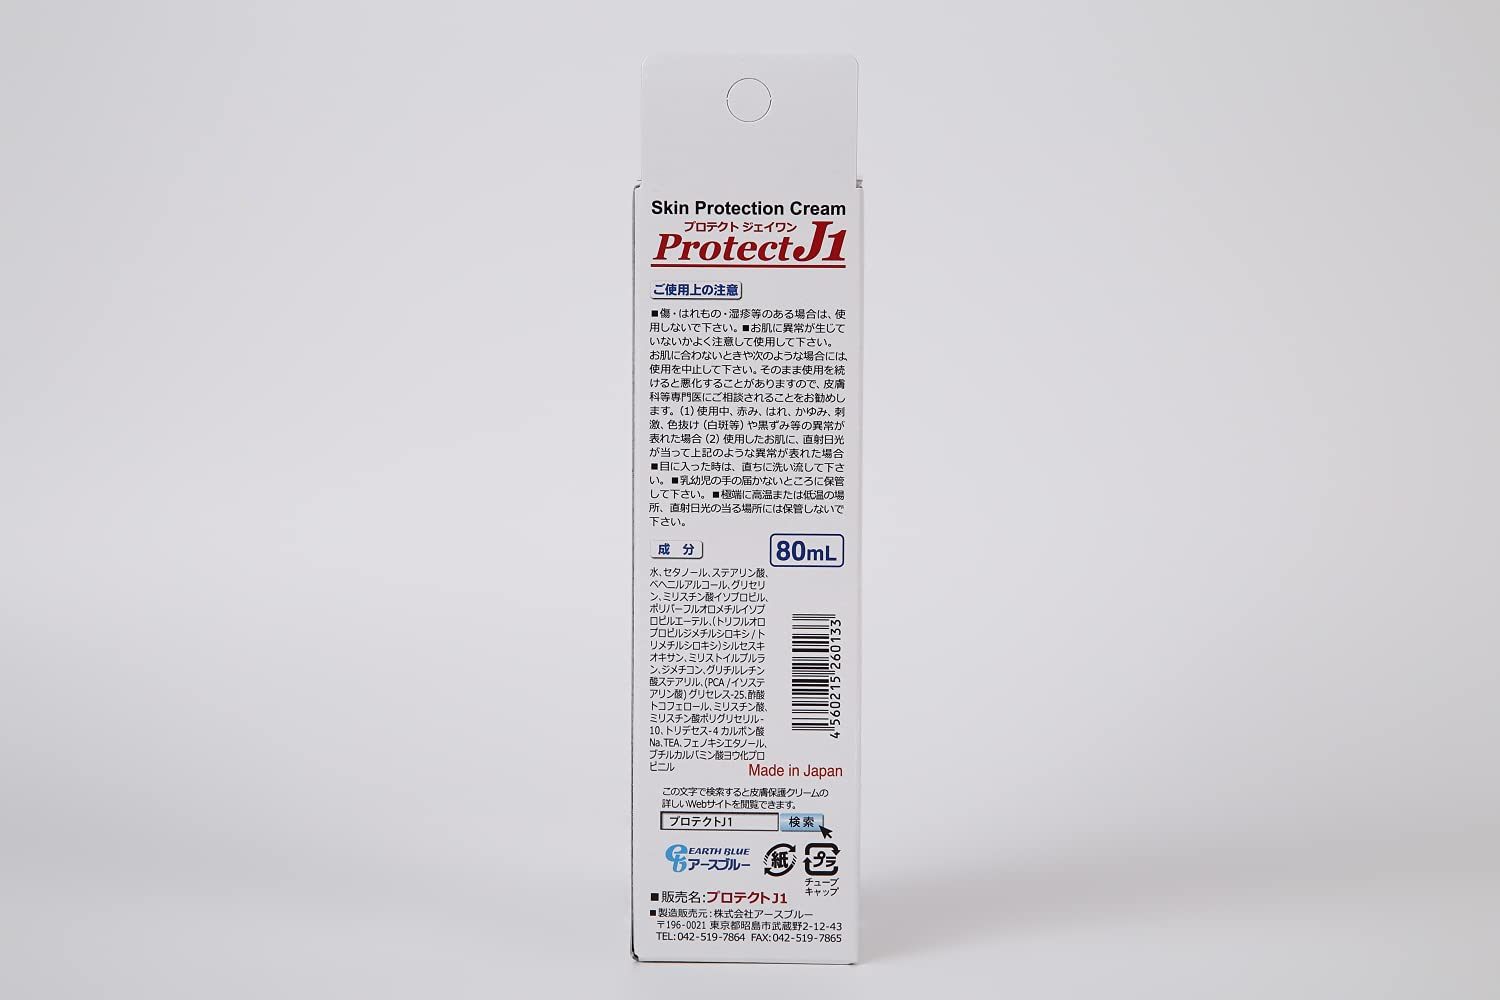 Skin Protection Cream
プロテクト ジェイワン
ProtectJ1
ご使用上の注意
■傷・はれもの・湿疹等のある場合は、使
用しないで下さい。■お肌に異常が生じて
いないかよく注意して使用して下さい。
お肌に合わないときや次のような場合には、
使用を中止して下さい。そのまま使用を続
けると悪化することがありますので、皮膚
科等専門医にご相談されることをお勧めし
ます。(1)使用中、赤み、はれ、かゆみ、刺
激、色抜け(白斑等)や黒ずみ等の異常が
表れた場合(2)使用したお肌に、直射日光
が当って上記のような異常が表れた場合
■目に入った時は、直ちに洗い流して下さ
い。■乳幼児の手の届かないところに保管
して下さい。■極端に高温または低温の場
所、直射日光の当る場所には保管しないで
下さい。
成 分
80mL
水、セタノール、ステアリン酸、
ベヘニルアルコール、グリセリ
ン、ミリスチン酸イソプロピル、
ポリパーフルオロメチルイソプ
ロピルエーテル、(トリフルオロ
プロピルジメチルシロキシ/ト
リメチルシロキシ)シルセスキ
オキサン、ミリストイルプルラ
ン、ジメチコン、グリチルレチン
酸ステアリル、(PCA/イソステ
アリン酸)グリセレス-25、酢酸
トコフェロール、ミリスチン酸、
ミリスチン酸ポリグリセリル-
10、トリデセス-4カルボン酸
Na、TEA、フェノキシエタノール、
ブチルカルバミン酸ヨウ化プロ
ピニル
4560215260133
Made in Japan
この文字で検索すると皮膚保護クリームの
詳しいWebサイトを閲覧できます。
プロテクトJ1 検索
EARTH BLUE
アースブルー
紙
プラ
チューブ
キャップ
■販売名:プロテクトJ1
■製造販売元:株式会社アースブルー
〒196-0021 東京都昭島市武蔵野2-12-43
TEL:042-519-7864 FAX:042-519-7865